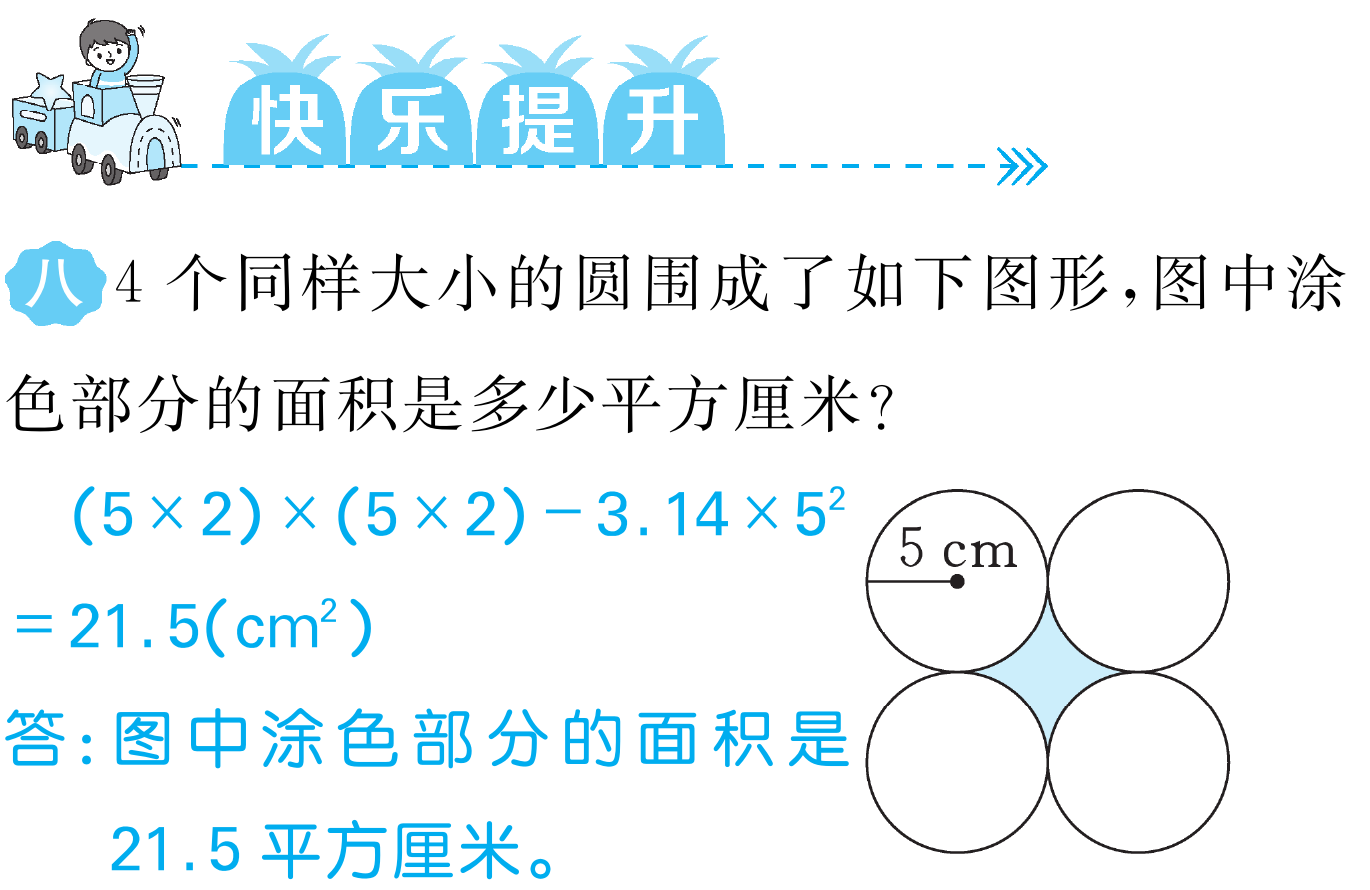 快乐提升
八 4 个同样大小的圆围成了如下图形,图中涂
色部分的面积是多少平方厘米?
(5×2)×(5×2)-3.14×5²
=21.5(cm²)
5 cm
答:图中涂色部分的面积是
21.5平方厘米。